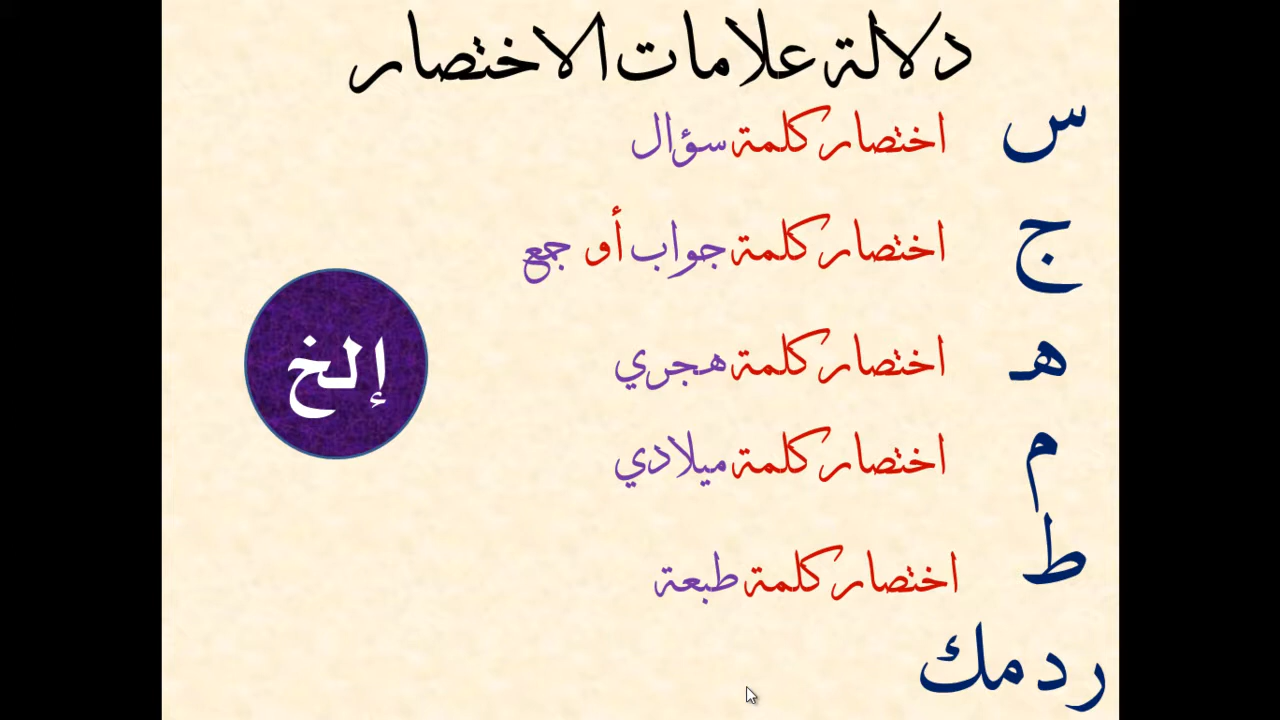 دلالة علامات الاختصار
س اختصار كلمة سؤال
ج اختصار كلمة جواب أو جمع
هـ اختصار كلمة هجري
إلخ
م اختصار كلمة ميلادي
ط اختصار كلمة طبعة
ردمك